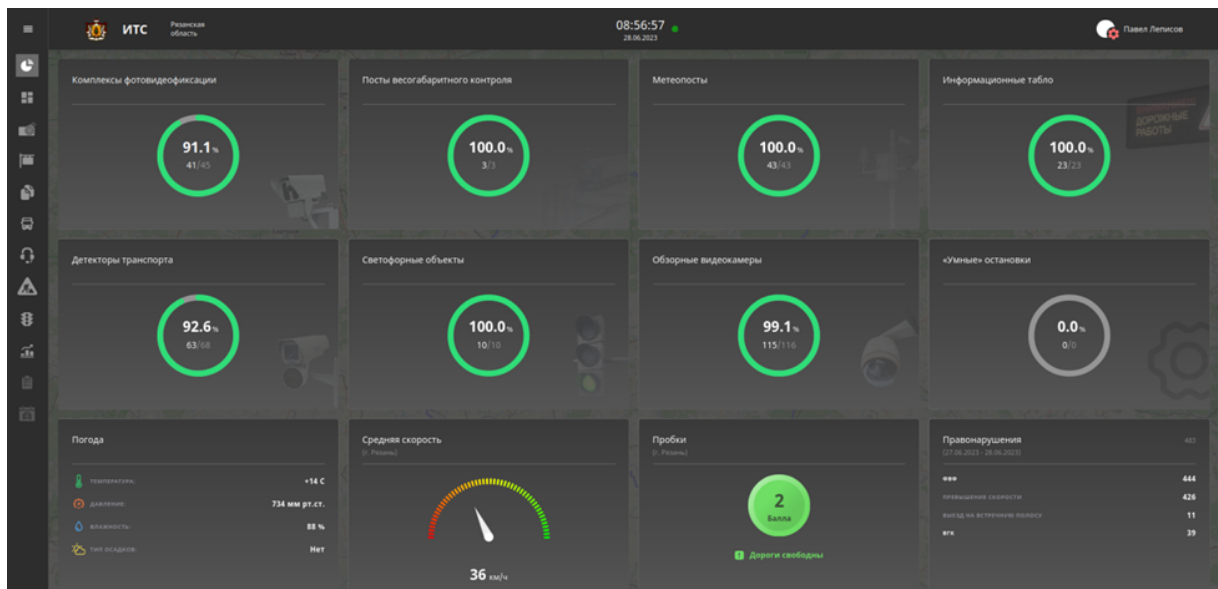 ИТС
Рязанская
область
08:56:57
28.06.2023
Павел Леписов
Комплексы фотовидеофиксации
91.1%
41/45
Посты весогабаритного контроля
100.0%
3/3
Метеопосты
100.0%
43/43
Информационные табло
ДОРОЖНЫЕ
РАБОТЫ
100.0%
23/23
Детекторы транспорта
92.6%
63/68
Светофорные объекты
100.0%
10/10
Обзорные видеокамеры
99.1%
115/116
«Умные» остановки
0.0%
0/0
Погода
ТЕМПЕРАТУРА: +14 C
ДАВЛЕНИЕ: 734 мм рт.ст.
ВЛАЖНОСТЬ: 88 %
ТИП ОСАДКОВ: Нет
Средняя скорость
(г. Рязань)
36 км/ч
Пробки
(г. Рязань)
2
Балла
Дороги свободны
Правонарушения 483
(27.06.2023 - 28.06.2023)
ФВФ 444
ПРЕВЫШЕНИЕ СКОРОСТИ 426
ВЫЕЗД НА ВСТРЕЧНУЮ ПОЛОСУ 11
ВГК 39